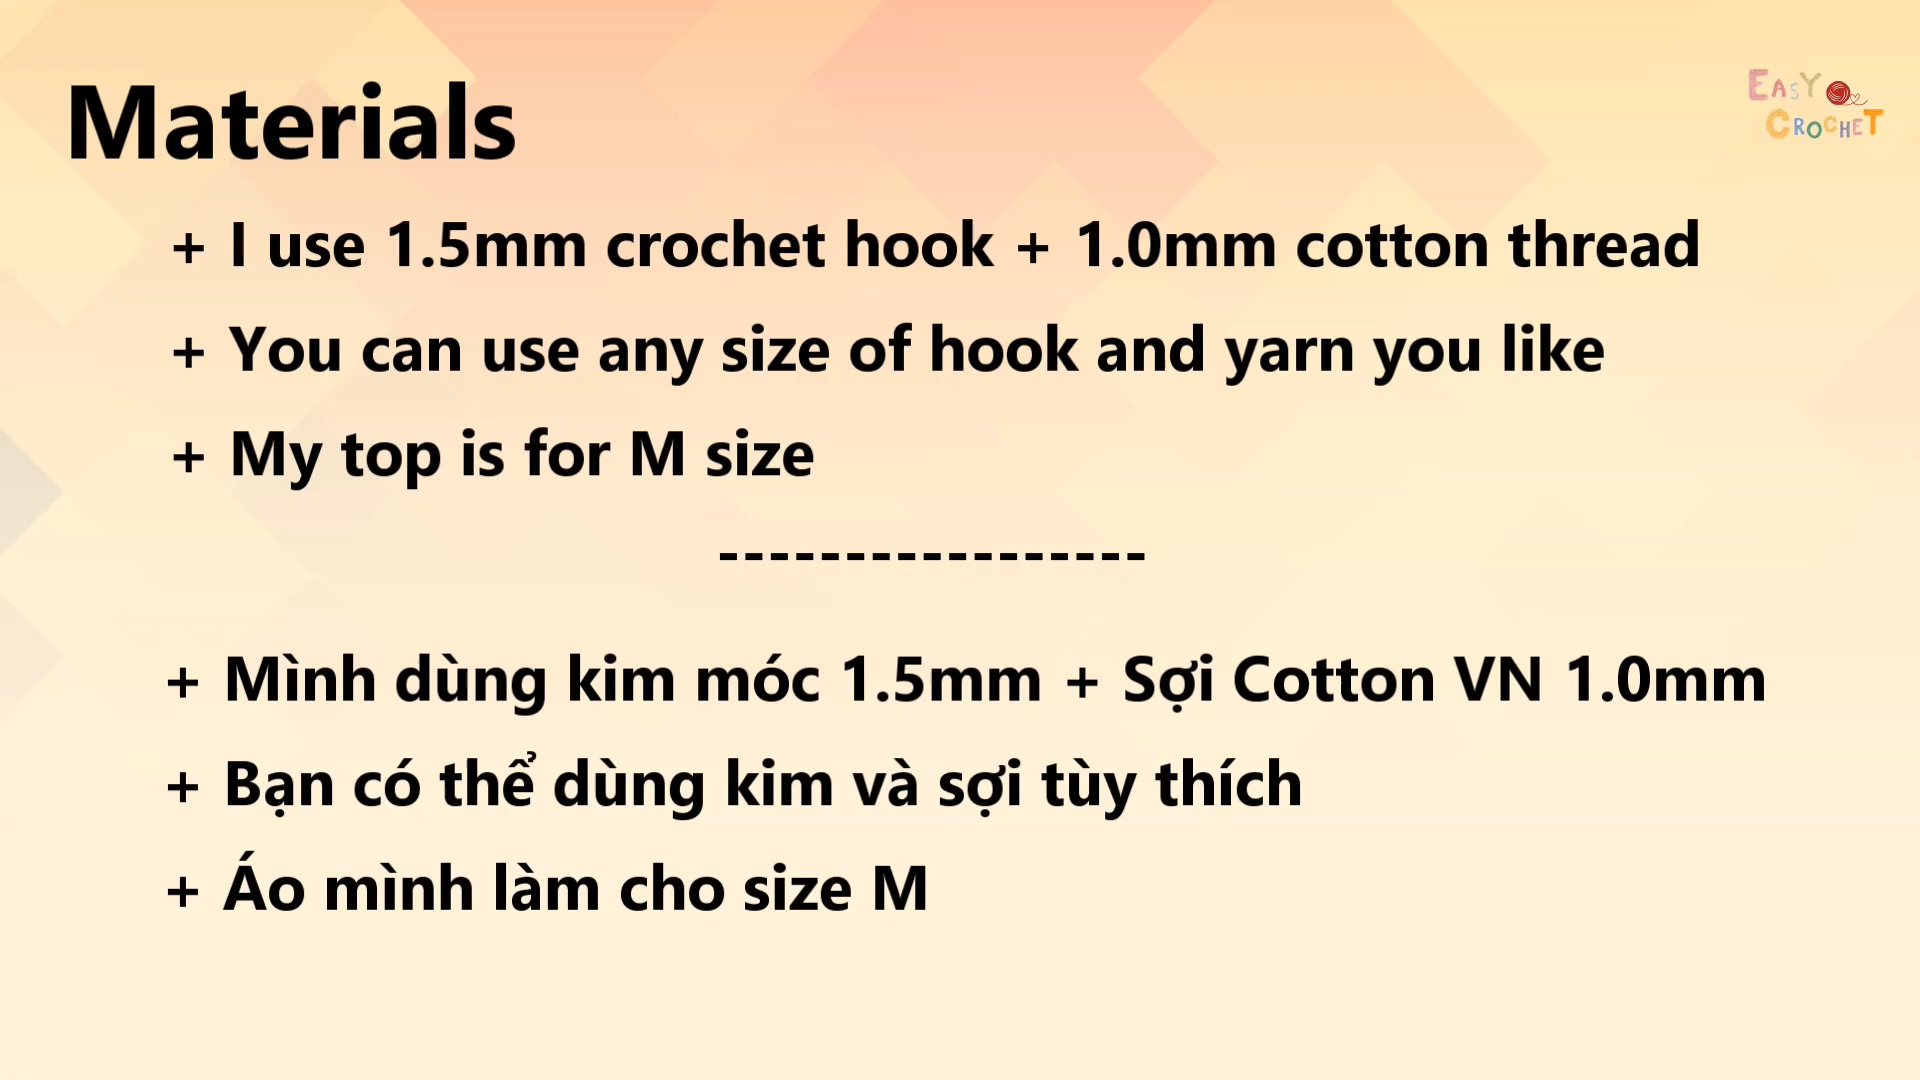 Materials
EASY
CROCHET
+ I use 1.5mm crochet hook + 1.0mm cotton thread
+ You can use any size of hook and yarn you like
+ My top is for M size
-----------------
+ Mình dùng kim móc 1.5mm + Sợi Cotton VN 1.0mm
+ Bạn có thể dùng kim và sợi tùy thích
+ Áo mình làm cho size M